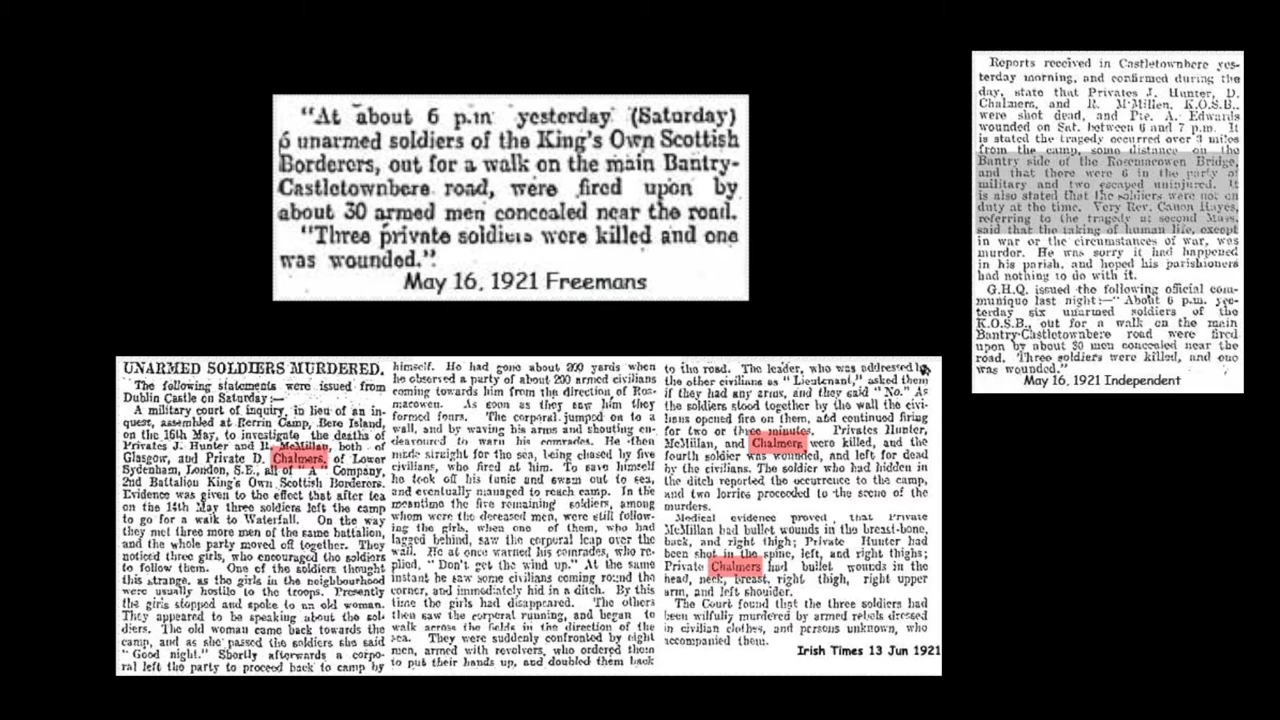 "At about 6 p.m yesterday (Saturday)
6 unarmed soldiers of the King's Own Scottish
Borderers, out for a walk on the main Bantry-
Castletownbere road, were fired upon by
about 30 armed men concealed near the road.
"Three private soldiers were killed and one
was wounded."
May 16, 1921 Freemans
Reports received in Castletownbere yes-
terday morning, and confirmed during the
day, state that Privates J. Hunter, D.
Chalmers, and R. M'Millen, K.O.S.B.,
were shot dead, and Pte. A. Edwards
wounded on Sat. between 6 and 7 p.m. It
is stated the tragedy occurred over 3 miles
from the camp, some distance on the
Bantry side of the Rossmacowen Bridge,
and that there were 6 in the party of
military and two escaped uninjured. It
is also stated that the soldiers were not on
duty at the time. Very Rev. Canon Hayes,
referring to the tragedy at second Mass,
said that the taking of human life, except
in war or the circumstances of war, was
murder. He was sorry it had happened
in his parish, and hoped his parishioners
had nothing to do with it.
G.H.Q. issued the following official com-
munique last night:—"About 6 p.m. yes-
terday six unarmed soldiers of the
K.O.S.B., out for a walk on the main
Bantry-Castletownbere road were fired
upon by about 30 men concealed near the
road. Three soldiers were killed, and one
was wounded."
May 16, 1921 Independent
UNARMED SOLDIERS MURDERED.
The following statements were issued from
Dublin Castle on Saturday:—
A military court of inquiry, in lieu of an in-
quest, assembled at Berrin Camp, Bere Island,
on the 16th May, to investigate the deaths of
Privates J. Hunter and R. McMillan, both of
Glasgow, and Private D. Chalmers, of Lower
Sydenham, London, S.E., all of "A" Company,
2nd Battalion King's Own Scottish Borderers.
Evidence was given to the effect that after tea
on the 14th May three soldiers left the camp
to go for a walk to Waterfall. On the way
they met three more men of the same battalion,
and the whole party moved off together. They
noticed three girls, who encouraged the soldiers
to follow them. One of the soldiers thought
this strange, as the girls in the neighbourhood
were usually hostile to the troops. Presently
the girls stopped and spoke to an old woman.
They appeared to be speaking about the sol-
diers. The old woman came back towards the
camp, and as she passed the soldiers she said
"Good night." Shortly afterwards a corpo-
ral left the party to proceed back to camp by
himself. He had gone about 200 yards when
he observed a party of about 200 armed civilians
coming towards him from the direction of Ros-
macowen. As soon as they saw him they
formed fours. The corporal jumped on to a
wall, and by waving his arms and shouting en-
deavoured to warn his comrades. He then
made straight for the sea, being chased by five
civilians, who fired at him. To save himself
he took off his tunic and swam out to sea,
and eventually managed to reach camp. In the
meantime the five remaining soldiers, among
whom were the deceased men, were still follow-
ing the girls, when one of them, who had
lagged behind, saw the corporal leap over the
wall. He at once warned his comrades, who re-
plied, "Don't get the wind up." At the same
instant he saw some civilians coming round the
corner, and immediately hid in a ditch. By this
time the girls had disappeared. The others
then saw the corporal running, and began to
walk across the fields in the direction of the
sea. They were suddenly confronted by eight
men, armed with revolvers, who ordered them
to put their hands up, and doubled them back
to the road. The leader, who was addressed by
the other civilians as "Lieutenant," asked them
if they had any arms, and they said "No." As
the soldiers stood together by the wall the civi-
lians opened fire on them, and continued firing
for two or three minutes. Privates Hunter,
McMillan, and Chalmers were killed, and the
fourth soldier was wounded, and left for dead
by the civilians. The soldier who had hidden in
the ditch reported the occurrence to the camp,
and two lorries proceeded to the scene of the
murders.
Medical evidence proved that Private
McMillan had bullet wounds in the breast-bone,
back, and right thigh; Private Hunter had
been shot in the spine, left, and right thighs;
Private Chalmers had bullet wounds in the
head, neck, breast, right thigh, right upper
arm, and left shoulder.
The Court found that the three soldiers had
been wilfully murdered by armed rebels dressed
in civilian clothes, and persons unknown, who
accompanied them.
Irish Times 13 Jun 1921